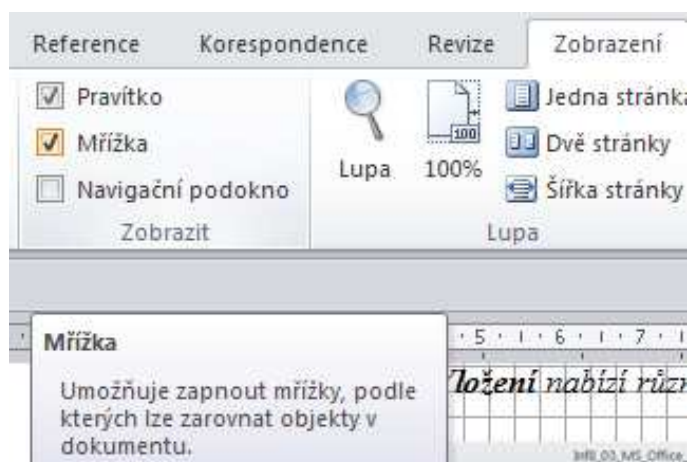 Reference Korespondence Revize Zobrazení
Pravítko
Mřížka
Navigační podokno
Zobrazit
Lupa
100%
Jedna stránka
Dvě stránky
Šířka stránky
Lupa
5 6 7
Mřížka
Umožňuje zapnout mřížky, podle
kterých lze zarovnat objekty v
dokumentu.
ložení nabízí různ